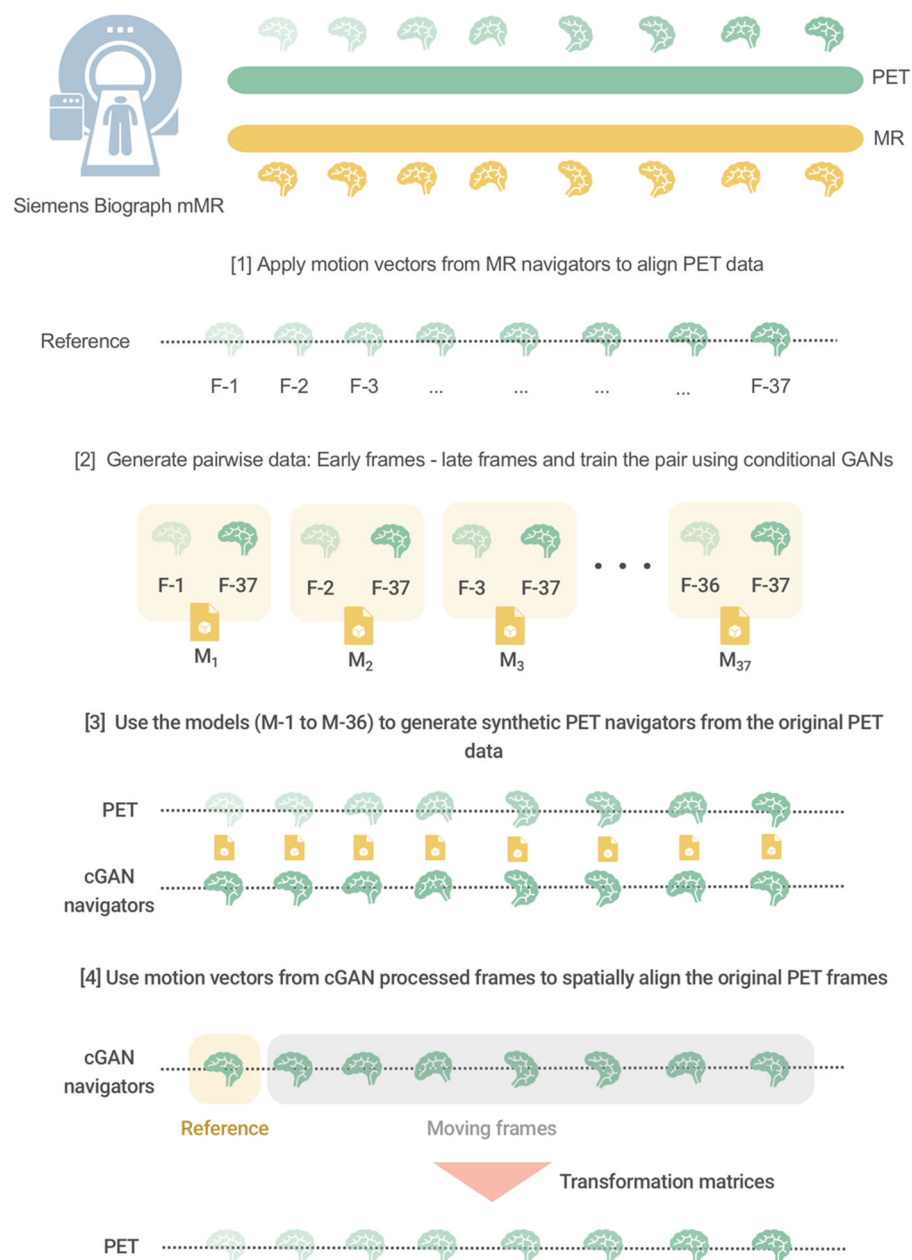 PET
MR
Siemens Biograph mMR
[1] Apply motion vectors from MR navigators to align PET data
Reference
F-1 F-2 F-3 ... ... ... ... F-37
[2] Generate pairwise data: Early frames - late frames and train the pair using conditional GANs
F-1 F-37 F-2 F-37 F-3 F-37 • • • F-36 F-37
M₁ M₂ M₃ M₃₇
[3] Use the models (M-1 to M-36) to generate synthetic PET navigators from the original PET
data
PET
cGAN
navigators
[4] Use motion vectors from cGAN processed frames to spatially align the original PET frames
cGAN
navigators
Reference Moving frames
Transformation matrices
PET